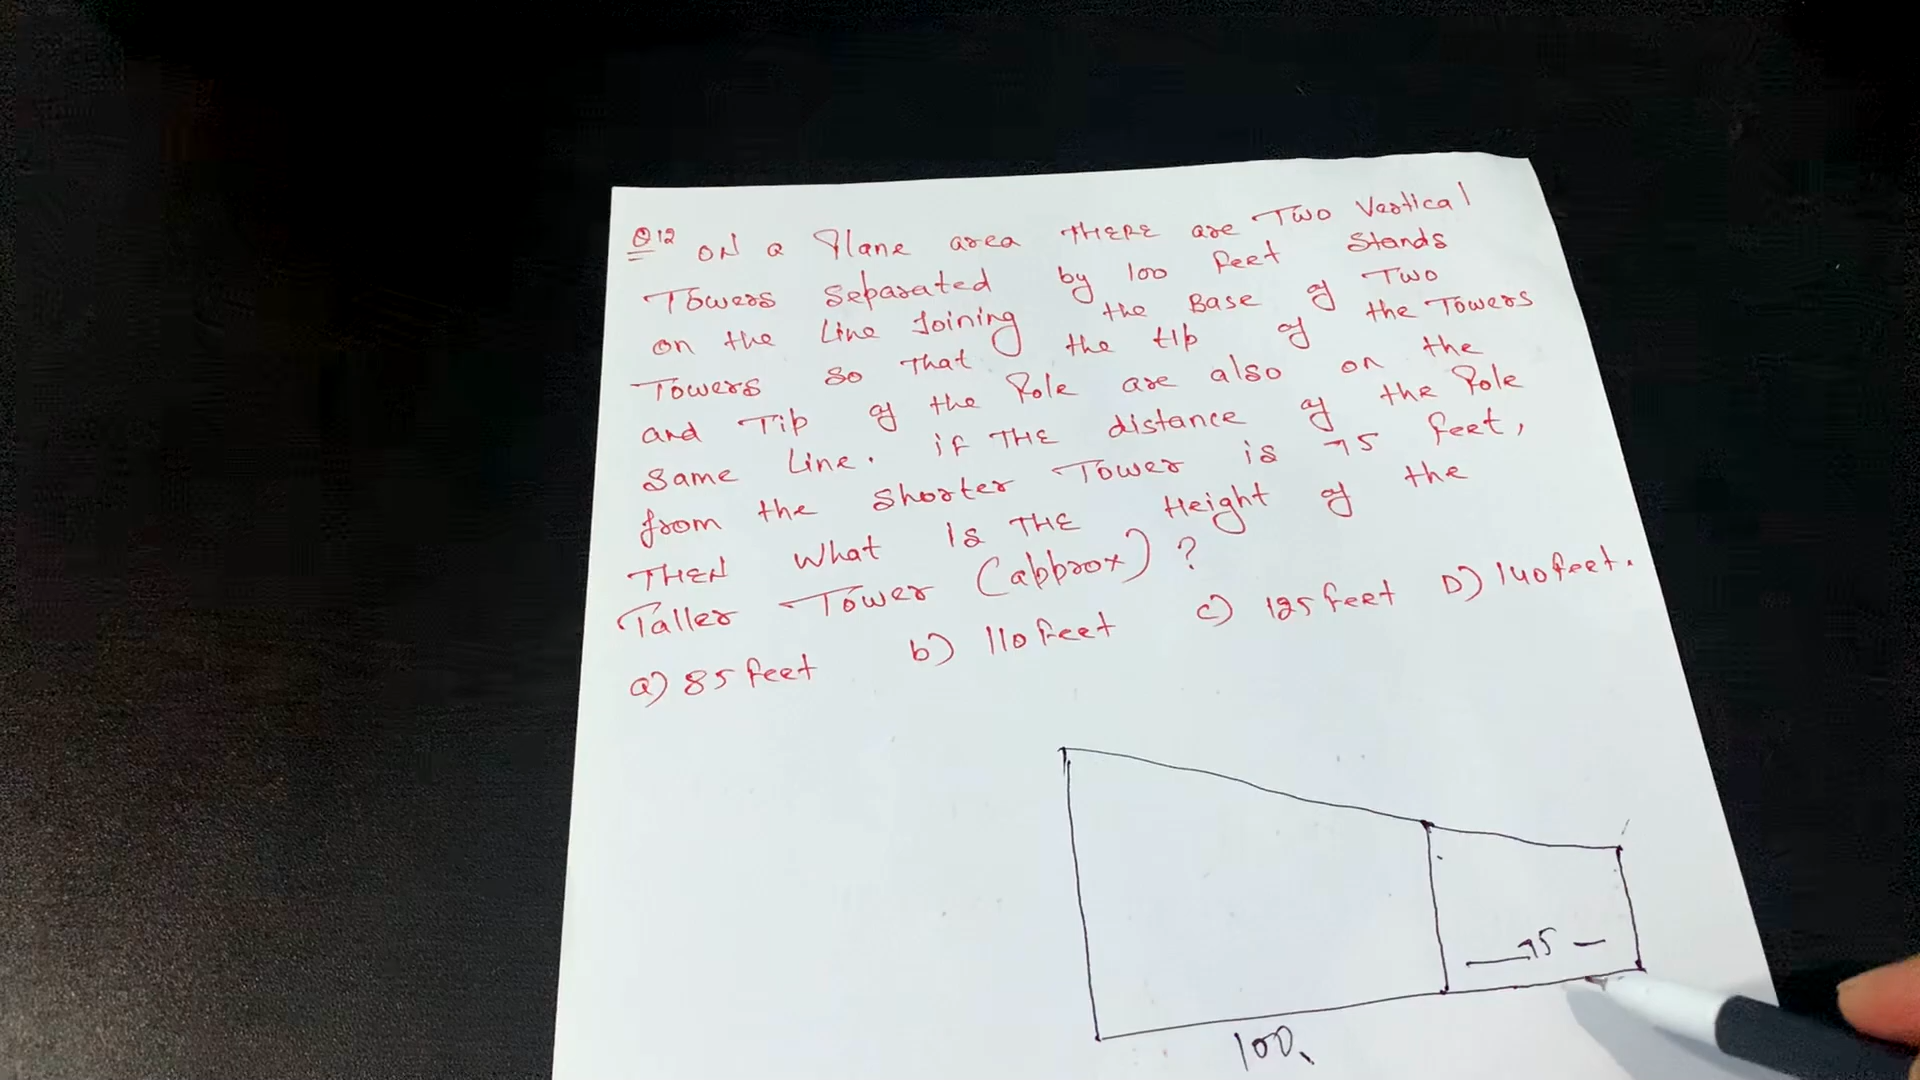 Q12 ON a Plane area THERE are Two Vertical
Towers Separated by 100 feet Stands
on the Line Joining the Base of Two
Towers so That the tip of the Towers
and Tip of the Pole are also on the
Same Line. if THE distance of the Pole
from the Shorter Tower is 75 feet,
THEN What is THE Height of the
Taller Tower (approx) ?
a) 85 feet b) 110 feet c) 125 feet D) 140 feet.
75
100